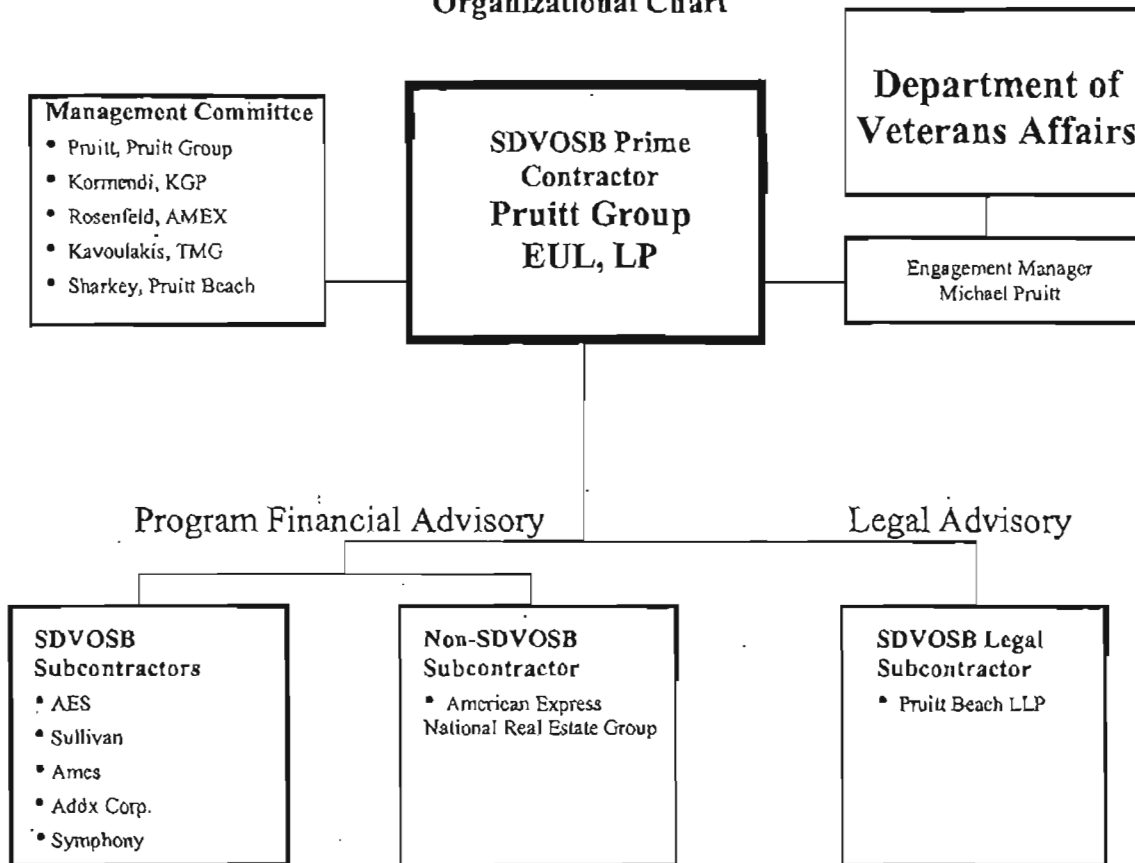 Organizational Chart
Management Committee
• Pruitt, Pruitt Group
• Kormendi, KGP
• Rosenfeld, AMEX
• Kavoulakis, TMG
• Sharkey, Pruitt Beach
SDVOSB Prime
Contractor
Pruitt Group
EUL, LP
Department of
Veterans Affairs
Engagement Manager
Michael Pruitt
Program Financial Advisory
Legal Advisory
SDVOSB
Subcontractors
• AES
• Sullivan
• Ames
• Addx Corp.
• Symphony
Non-SDVOSB
Subcontractor
• American Express
National Real Estate Group
SDVOSB Legal
Subcontractor
• Pruitt Beach LLP